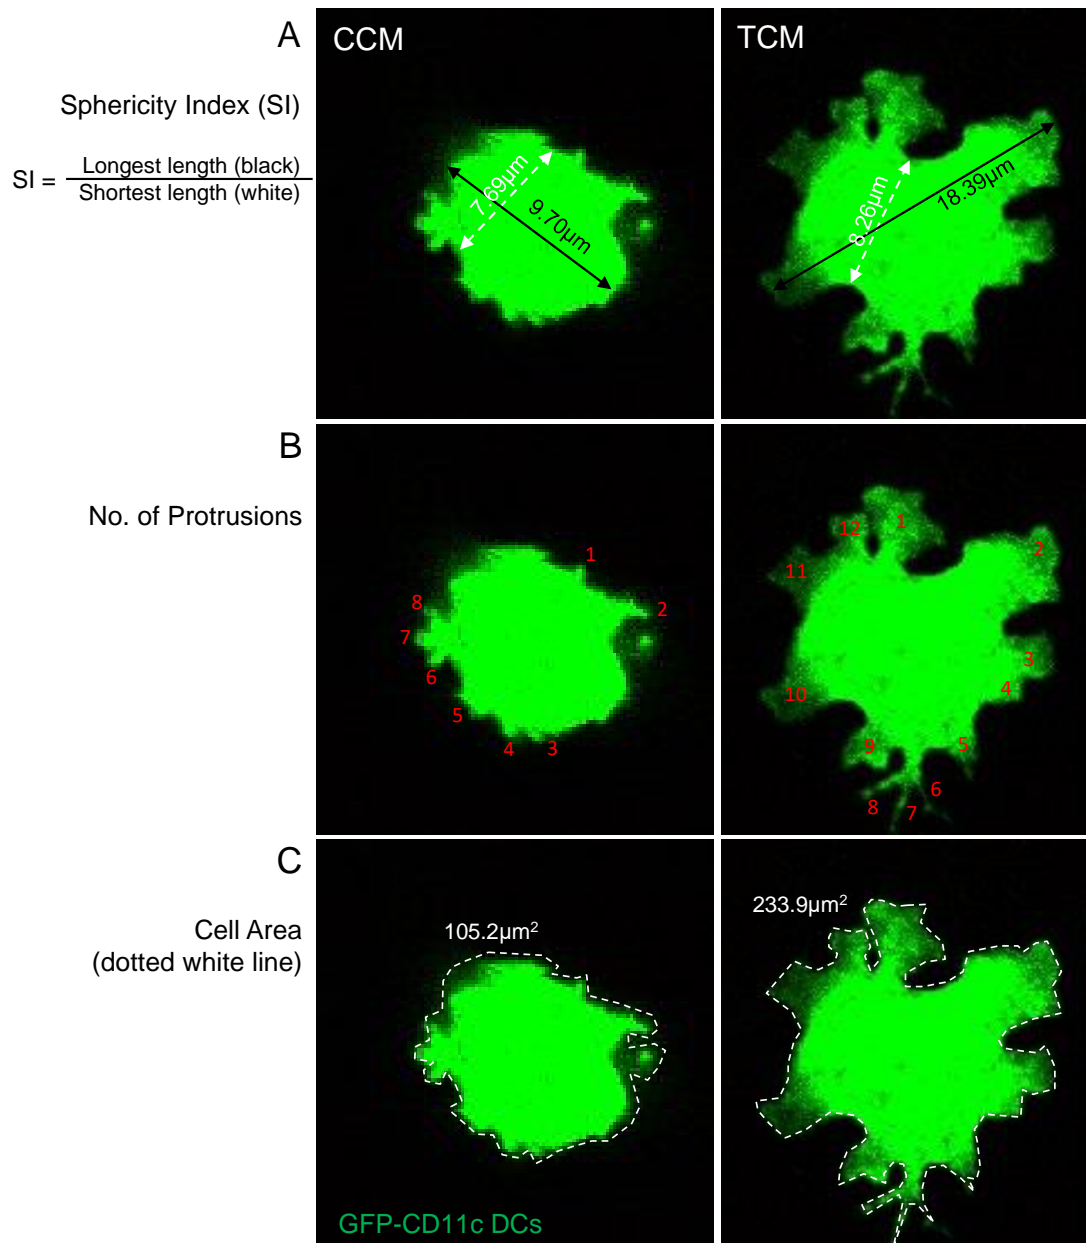 A
CCM
TCM
Sphericity Index (SI)
SI = Longest length (black)
Shortest length (white)
7.69µm
9.70µm
8.26µm
18.39µm
B
No. of Protrusions
1
2
3
4
5
6
7
8
1
2
3
4
5
6
7
8
9
10
11
12
C
Cell Area
(dotted white line)
105.2µm²
233.9µm²
GFP-CD11c DCs